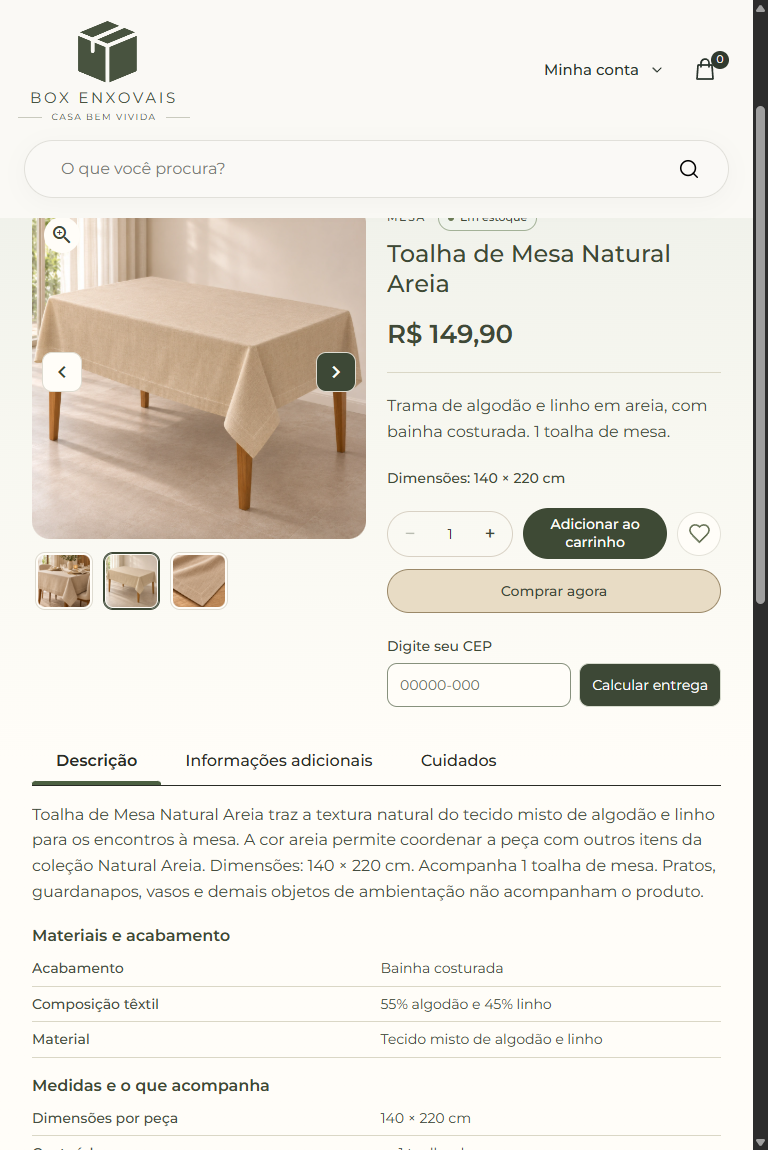 BOX ENXOVAIS
CASA BEM VIVIDA
Minha conta
0
O que você procura?
MESA
Em estoque
Toalha de Mesa Natural
Areia
R$ 149,90
Trama de algodão e linho em areia, com
bainha costurada. 1 toalha de mesa.
Dimensões: 140 × 220 cm
− 1 +
Adicionar ao
carrinho
Comprar agora
Digite seu CEP
00000-000
Calcular entrega
Descrição Informações adicionais Cuidados
Toalha de Mesa Natural Areia traz a textura natural do tecido misto de algodão e linho
para os encontros à mesa. A cor areia permite coordenar a peça com outros itens da
coleção Natural Areia. Dimensões: 140 × 220 cm. Acompanha 1 toalha de mesa. Pratos,
guardanapos, vasos e demais objetos de ambientação não acompanham o produto.
Materiais e acabamento
Acabamento Bainha costurada
Composição têxtil 55% algodão e 45% linho
Material Tecido misto de algodão e linho
Medidas e o que acompanha
Dimensões por peça 140 × 220 cm